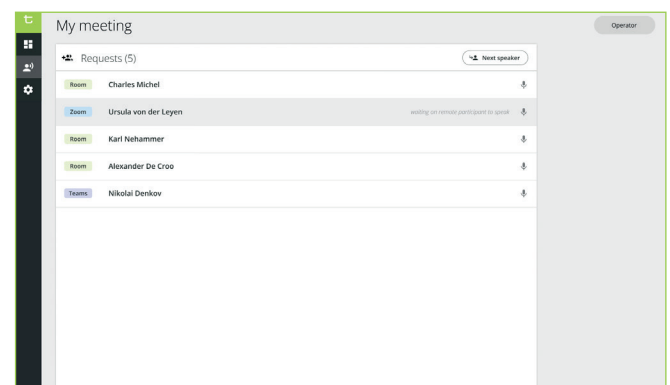 My meeting
Operator
Requests (5)
Next speaker
Room Charles Michel
Zoom Ursula von der Leyen waiting on remote participant to speak
Room Karl Nehammer
Room Alexander De Croo
Teams Nikolai Denkov